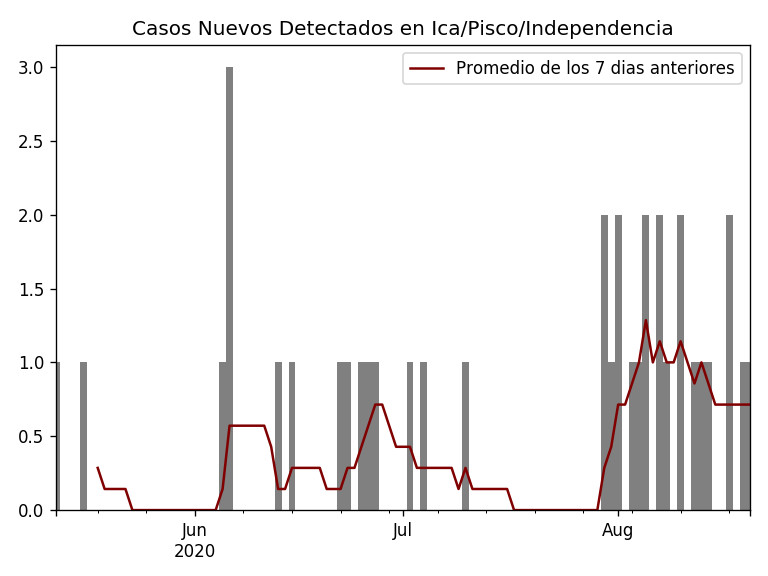 Casos Nuevos Detectados en Ica/Pisco/Independencia
Promedio de los 7 dias anteriores
3.0
2.5
2.0
1.5
1.0
0.5
0.0
Jun
2020
Jul
Aug